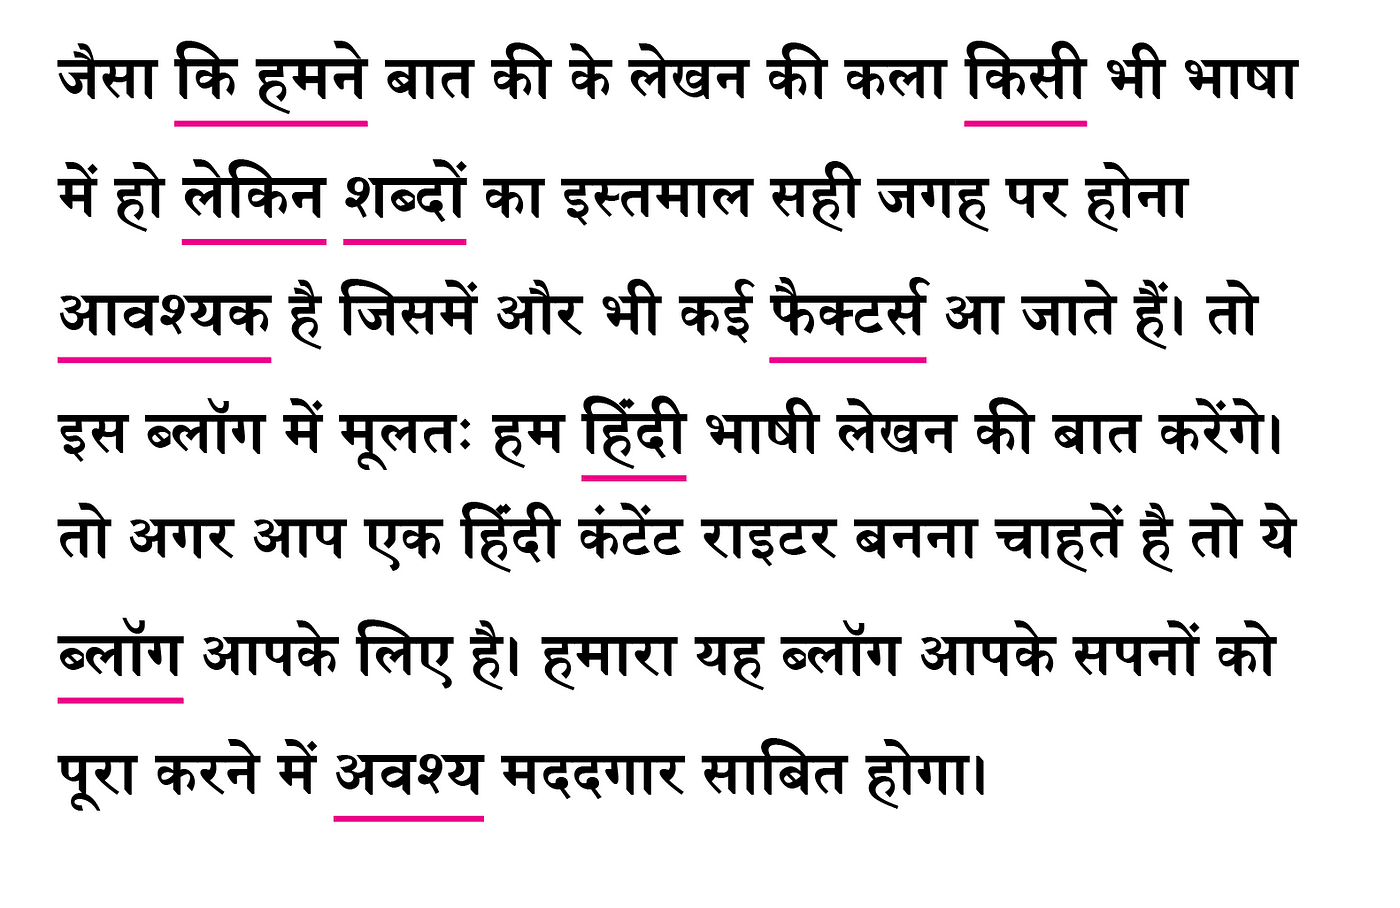 जैसा कि हमने बात की के लेखन की कला किसी भी भाषा
में हो लेकिन शब्दों का इस्तमाल सही जगह पर होना
आवश्यक है जिसमें और भी कई फैक्टर्स आ जाते हैं। तो
इस ब्लॉग में मूलतः हम हिंदी भाषी लेखन की बात करेंगे।
तो अगर आप एक हिंदी कंटेंट राइटर बनना चाहतें है तो ये
ब्लॉग आपके लिए है। हमारा यह ब्लॉग आपके सपनों को
पूरा करने में अवश्य मददगार साबित होगा।